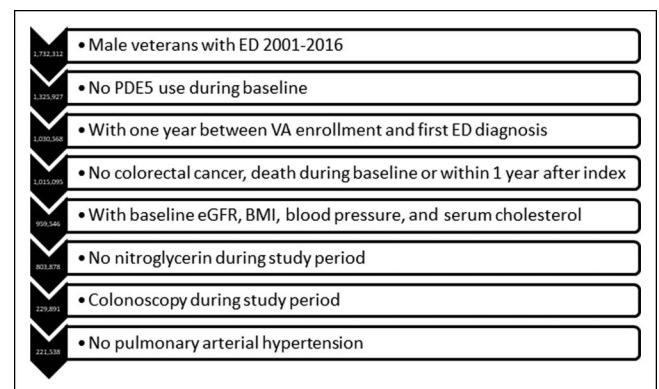 1,732,312
• Male veterans with ED 2001-2016
1,325,927
• No PDE5 use during baseline
1,030,568
• With one year between VA enrollment and first ED diagnosis
1,015,095
• No colorectal cancer, death during baseline or within 1 year after index
959,546
• With baseline eGFR, BMI, blood pressure, and serum cholesterol
803,878
• No nitroglycerin during study period
229,891
• Colonoscopy during study period
221,538
• No pulmonary arterial hypertension